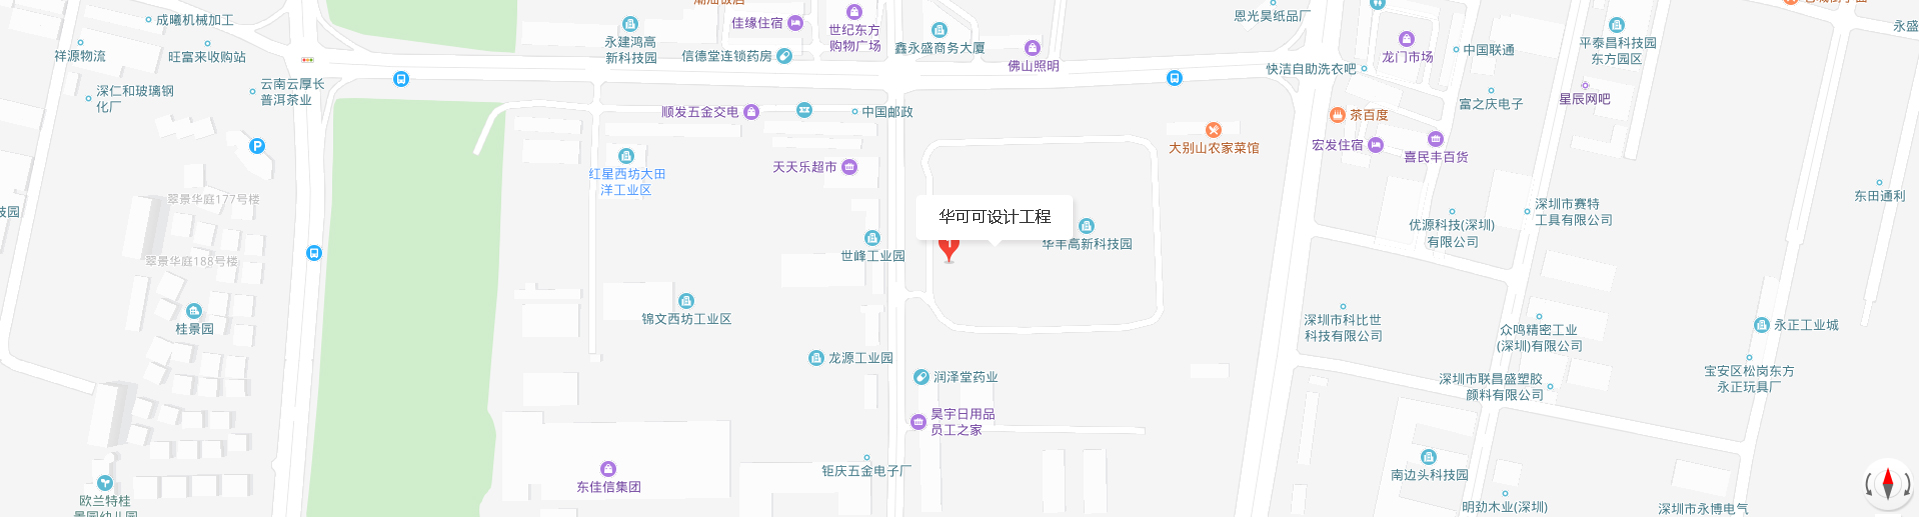 成曦机械加工
祥源物流
旺富来收购站
深仁和玻璃钢
化厂
云南云厚长
普洱茶业
翠景华庭177号楼
翠景华庭188号楼
桂景园
欧兰特桂
永建鸿高
新科技园
佳缘住宿
信德堂连锁药房
世纪东方
购物广场
鑫永盛商务大厦
佛山照明
顺发五金交电
中国邮政
红星西坊大田
洋工业区
天天乐超市
世峰工业园
锦文西坊工业区
龙源工业园
润泽堂药业
昊宇日用品
员工之家
钜庆五金电子厂
东佳信集团
华可可设计工程
华丰高新科技园
大别山农家菜馆
恩光昊纸品厂
快洁自助洗衣吧
龙门市场
中国联通
富之庆电子
茶百度
宏发住宿
喜民丰百货
平泰昌科技园
东方园区
星辰网吧
永盛
东田通利
优源科技(深圳)
有限公司
深圳市赛特
工具有限公司
深圳市科比世
科技有限公司
众鸣精密工业
(深圳)有限公司
永正工业城
宝安区松岗东方
永正玩具厂
深圳市联昌盛塑胶
颜料有限公司
南边头科技园
明劲木业(深圳)
深圳市永博电气
技园
P